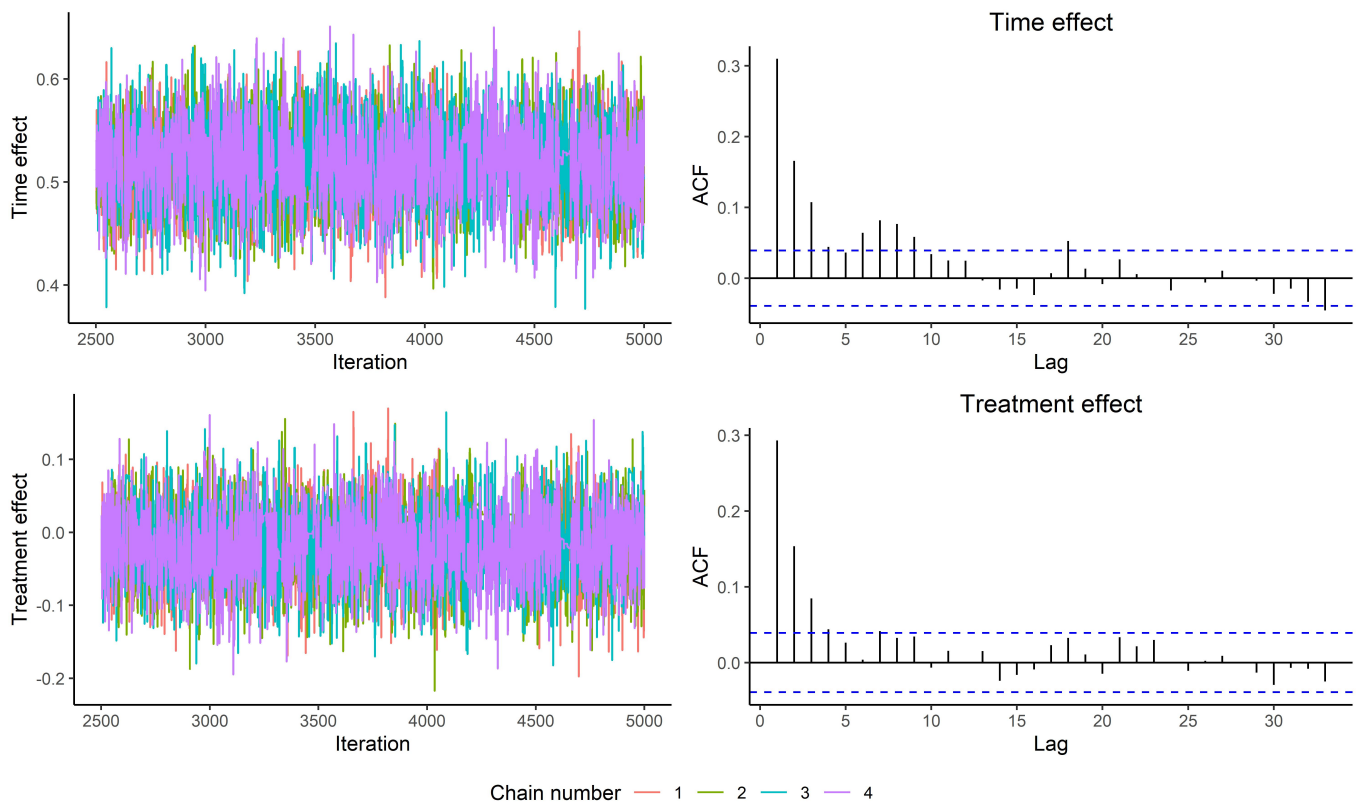 Time effect
0.6
0.5
0.4
2500 3000 3500 4000 4500 5000
Iteration
Time effect
ACF
0.3
0.2
0.1
0.0
0 5 10 15 20 25 30
Lag
Treatment effect
0.1
0.0
-0.1
-0.2
2500 3000 3500 4000 4500 5000
Iteration
Treatment effect
ACF
0.3
0.2
0.1
0.0
0 5 10 15 20 25 30
Lag
Chain number 1 2 3 4